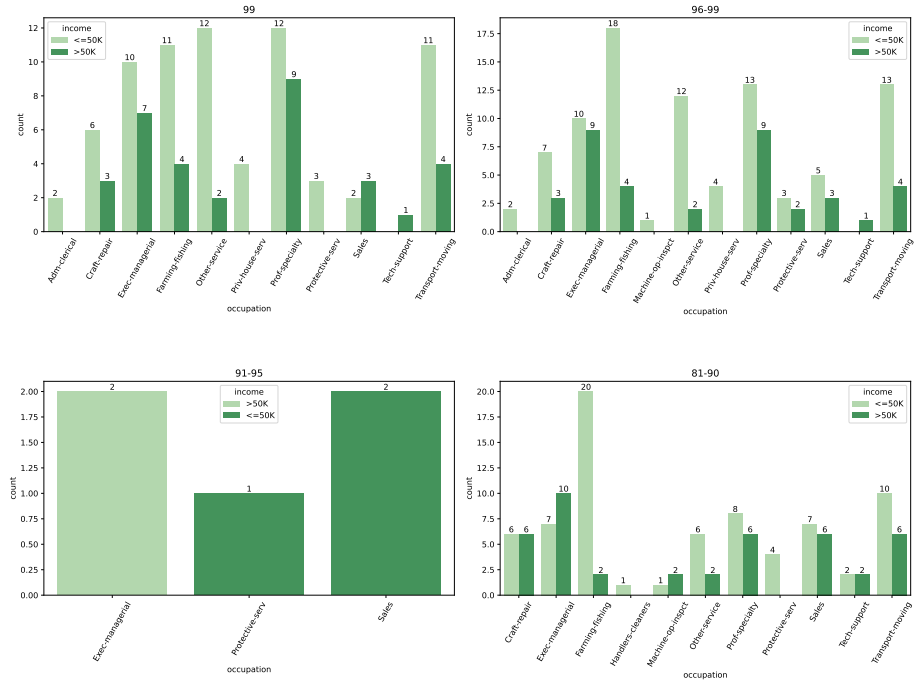 99
income
<=50K
>50K
count
12
10
8
6
4
2
0
2
6
3
10
7
11
4
12
2
4
12
9
3
2
3
1
11
4
Adm-clerical
Craft-repair
Exec-managerial
Farming-fishing
Other-service
Priv-house-serv
Prof-specialty
Protective-serv
Sales
Tech-support
Transport-moving
occupation
96-99
income
<=50K
>50K
count
17.5
15.0
12.5
10.0
7.5
5.0
2.5
0.0
2
7
3
10
9
18
4
1
12
2
4
13
9
3
2
5
3
1
13
4
Adm-clerical
Craft-repair
Exec-managerial
Farming-fishing
Machine-op-inspct
Other-service
Priv-house-serv
Prof-specialty
Protective-serv
Sales
Tech-support
Transport-moving
occupation
91-95
income
>50K
<=50K
count
2.00
1.75
1.50
1.25
1.00
0.75
0.50
0.25
0.00
2
1
2
Exec-managerial
Protective-serv
Sales
occupation
81-90
income
<=50K
>50K
count
20.0
17.5
15.0
12.5
10.0
7.5
5.0
2.5
0.0
6
6
7
10
20
2
1
1
2
6
2
8
6
4
7
6
2
2
10
6
Craft-repair
Exec-managerial
Farming-fishing
Handlers-cleaners
Machine-op-inspct
Other-service
Prof-specialty
Protective-serv
Sales
Tech-support
Transport-moving
occupation